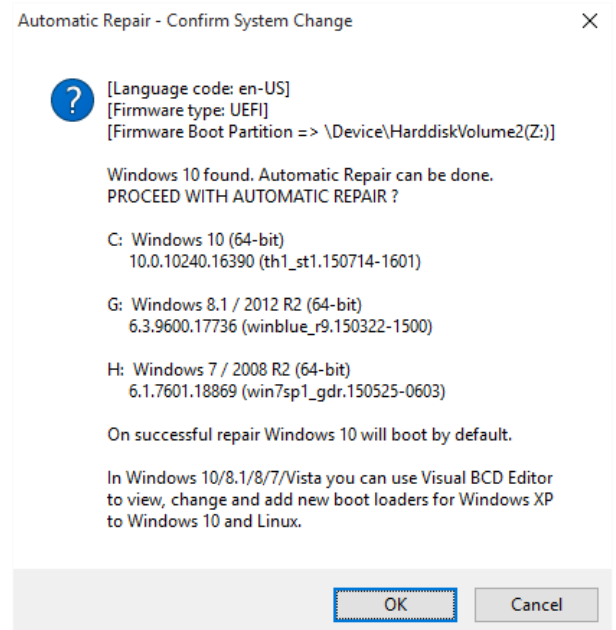 Automatic Repair - Confirm System Change
[Language code: en-US]
[Firmware type: UEFI]
[Firmware Boot Partition => \Device\HarddiskVolume2(Z:)]
Windows 10 found. Automatic Repair can be done.
PROCEED WITH AUTOMATIC REPAIR ?
C:  Windows 10 (64-bit)
10.0.10240.16390 (th1_st1.150714-1601)
G:  Windows 8.1 / 2012 R2 (64-bit)
6.3.9600.17736 (winblue_r9.150322-1500)
H:  Windows 7 / 2008 R2 (64-bit)
6.1.7601.18869 (win7sp1_gdr.150525-0603)
On successful repair Windows 10 will boot by default.
In Windows 10/8.1/8/7/Vista you can use Visual BCD Editor
to view, change and add new boot loaders for Windows XP
to Windows 10 and Linux.
OK
Cancel